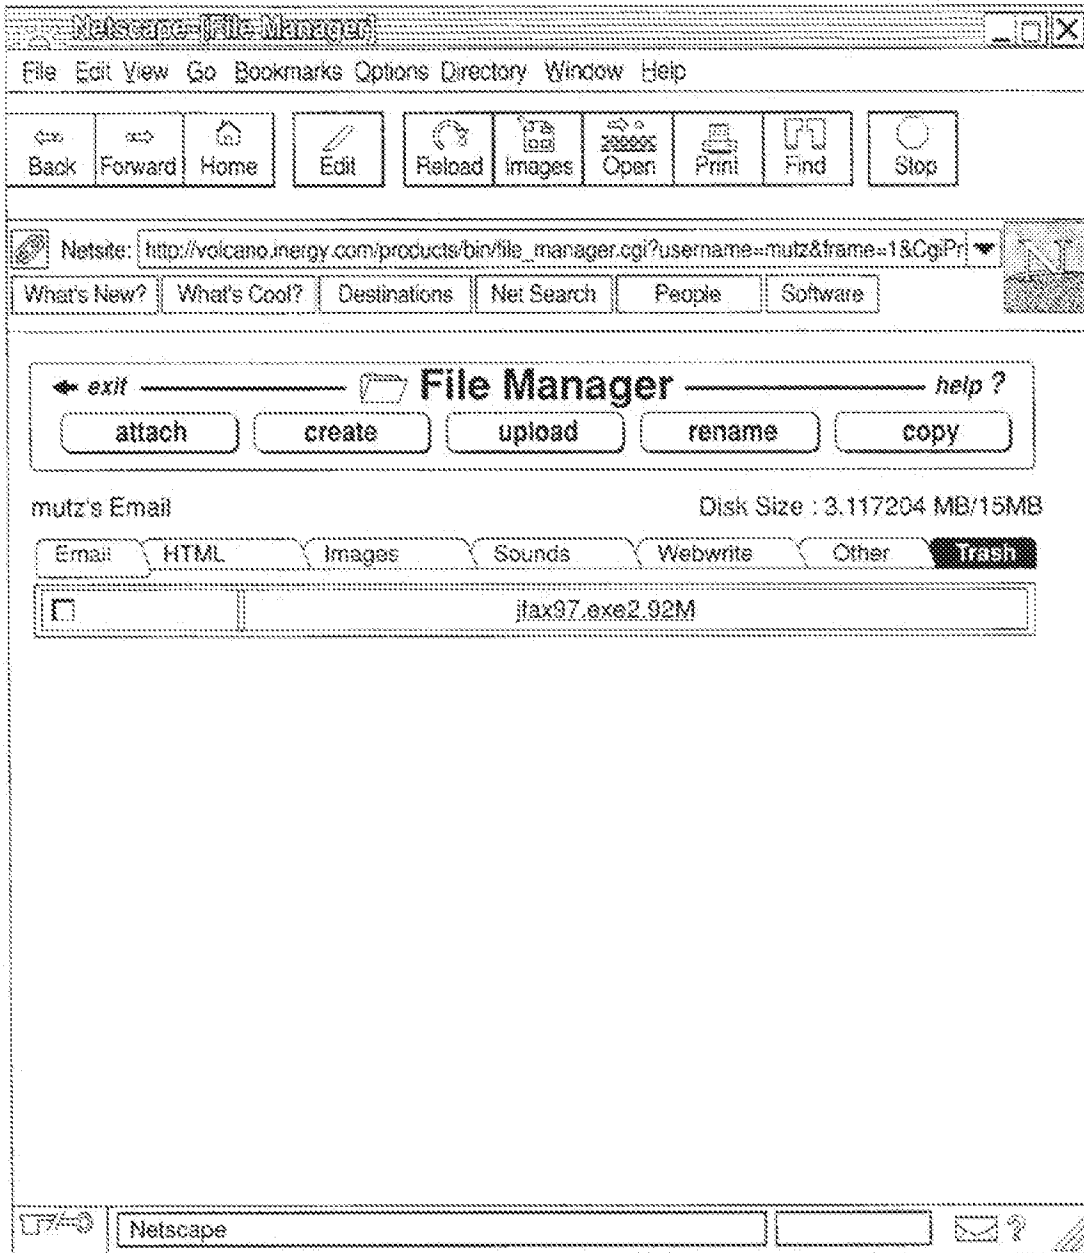 Netscape-[File Manager]
File Edit View Go Bookmarks Options Directory Window Help
Back Forward Home Edit Reload Images Open Print Find Stop
Netsite: http://volcano.inergy.com/products/bin/file_manager.cgi?username=mutz&frame=1&CgiPr
N
What's New? What's Cool? Destinations Net Search People Software
exit File Manager help ?
attach create upload rename copy
mutz's Email Disk Size : 3.117204 MB/15MB
Email HTML Images Sounds Webwrite Other Trash
jfax97.exe2.92M
Netscape ?